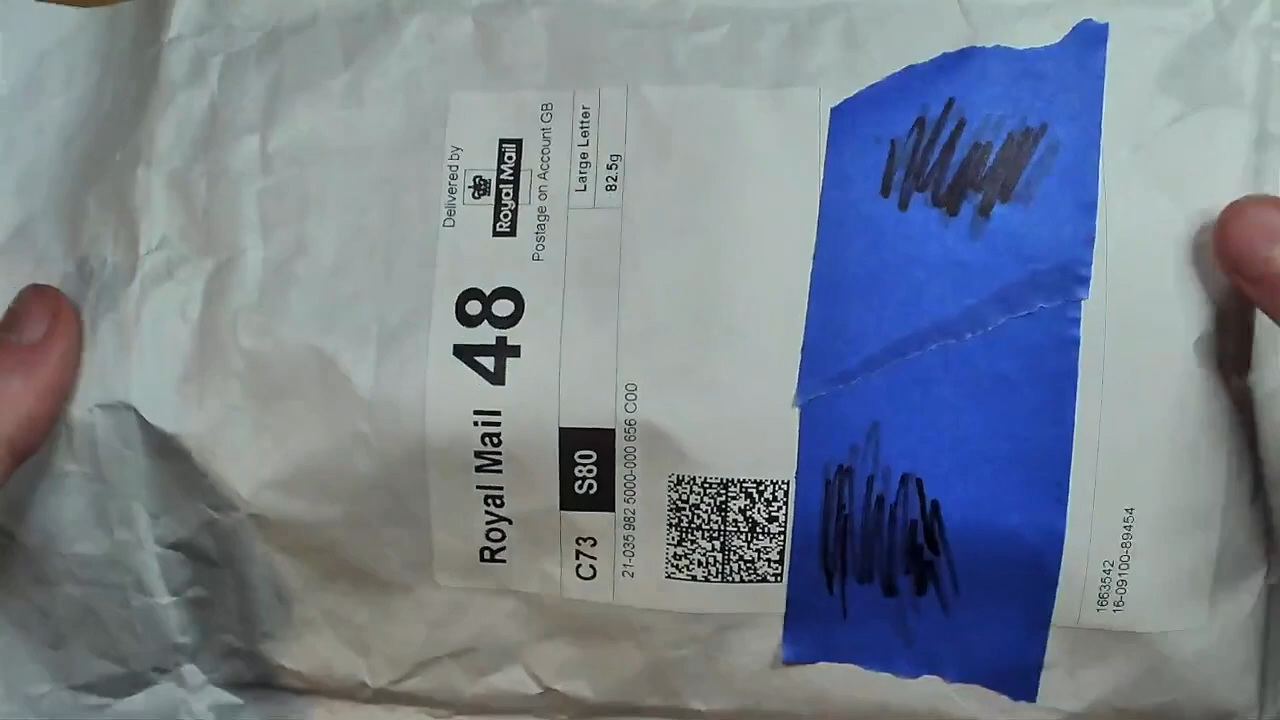 Delivered by
Royal Mail
Postage on Account GB
Royal Mail 48
Large Letter
82.5g
C73 S80
21-035 982 5000-000 656 C00
1663542
16-09100-89454